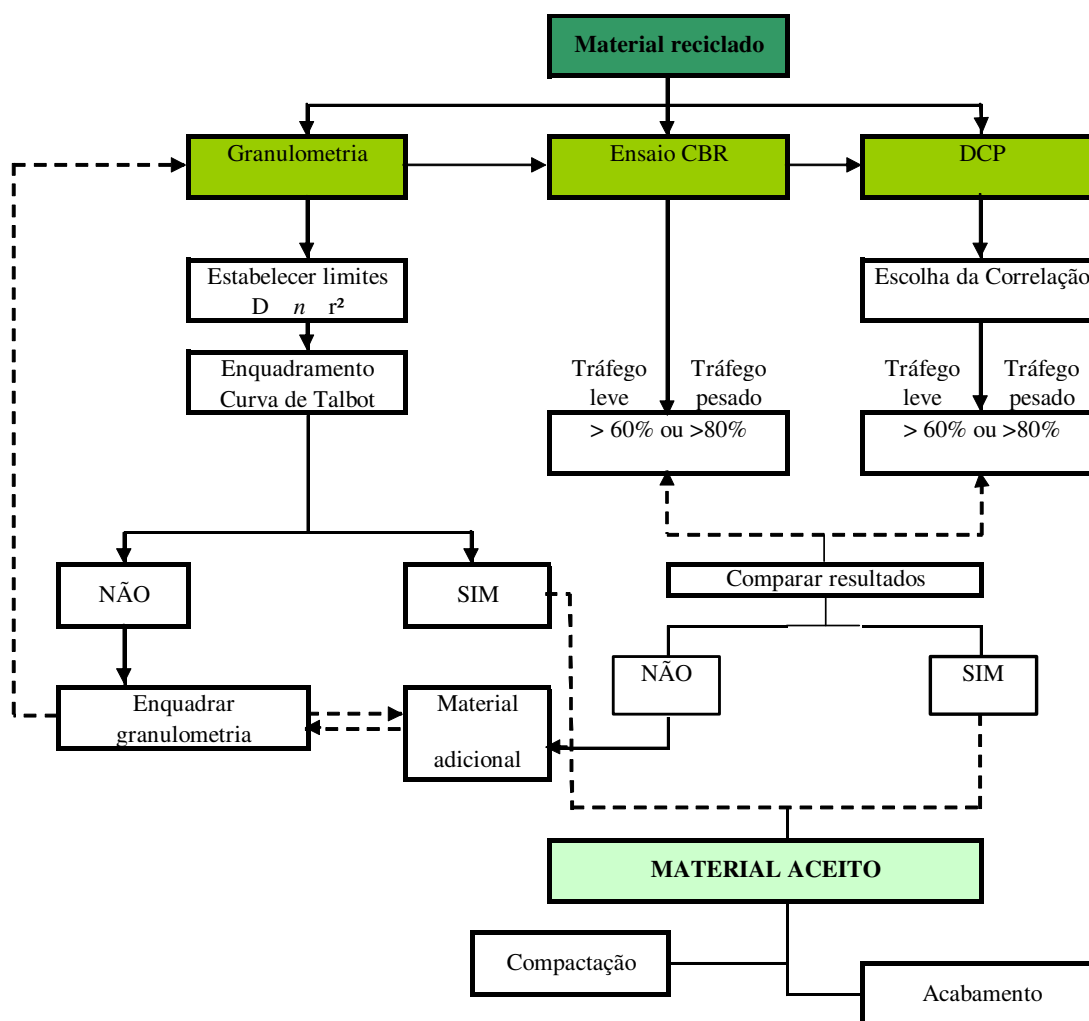 Material reciclado
Granulometria
Ensaio CBR
DCP
Estabelecer limites
D n r²
Escolha da Correlação
Enquadramento
Curva de Talbot
Tráfego
leve
Tráfego
pesado
> 60% ou >80%
Tráfego
leve
Tráfego
pesado
> 60% ou >80%
NÃO
SIM
Comparar resultados
NÃO
SIM
Enquadrar
granulometria
Material
adicional
MATERIAL ACEITO
Compactação
Acabamento